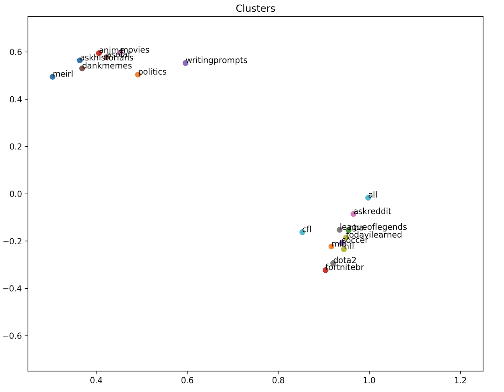 Clusters
0.6
0.4
0.2
0.0
−0.2
−0.4
−0.6
anime
movies
askhistorians
dankmemes
meirl
politics
writingprompts
all
askreddit
cfl
leagueoflegends
todayilearned
soccer
dota2
fortnitebr
0.4
0.6
0.8
1.0
1.2